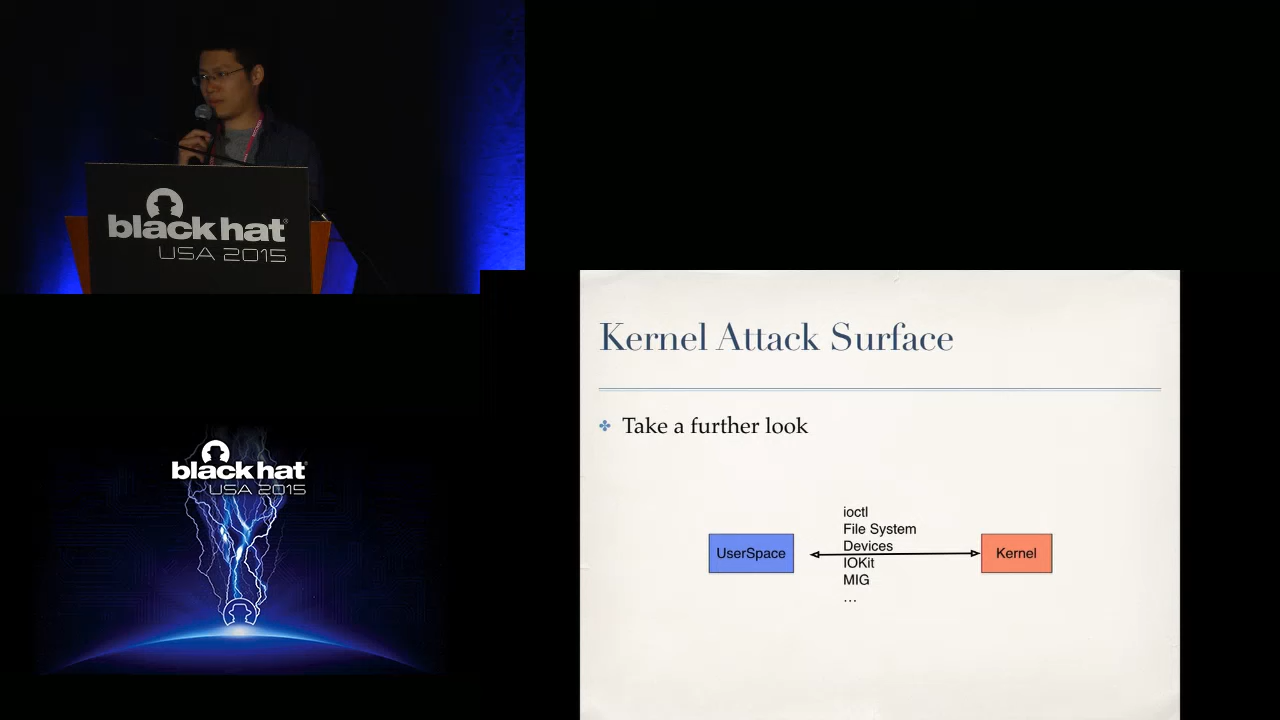 black hat
USA 2015
Kernel Attack Surface
Take a further look
ioctl
File System
UserSpace
Devices
Kernel
IOKit
MIG
...
black hat
USA 2015